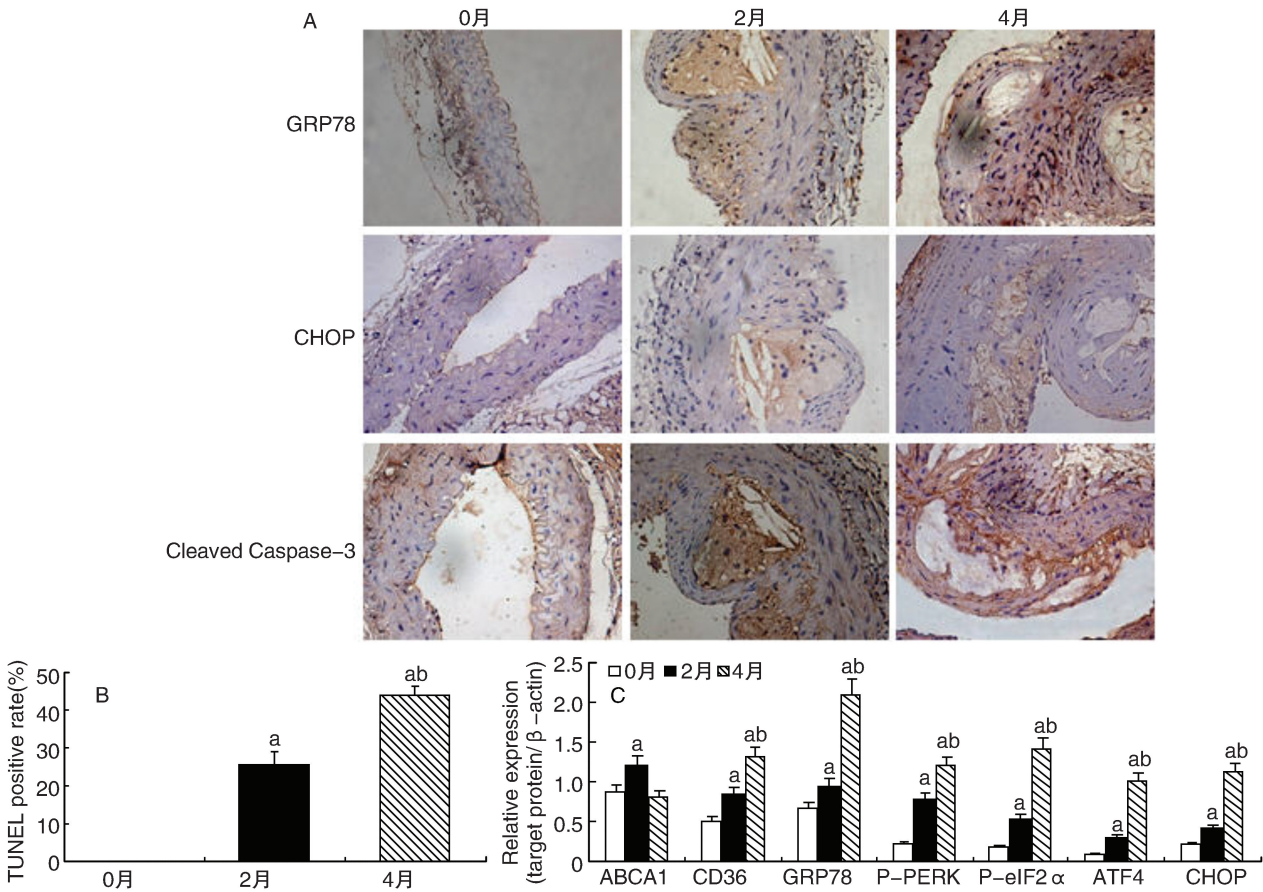 A
0月 2月 4月
GRP78
CHOP
Cleaved Caspase-3
B
TUNEL positive rate(%)
50
40
30
20
10
0
a
ab
0月 2月 4月
C
Relative expression
(target protein/β-actin)
2.5
2.0
1.5
1.0
0.5
0
0月 2月 4月
a
a ab
a ab
a ab
a ab
a ab
a ab
ABCA1 CD36 GRP78 P-PERK P-eIF2α ATF4 CHOP